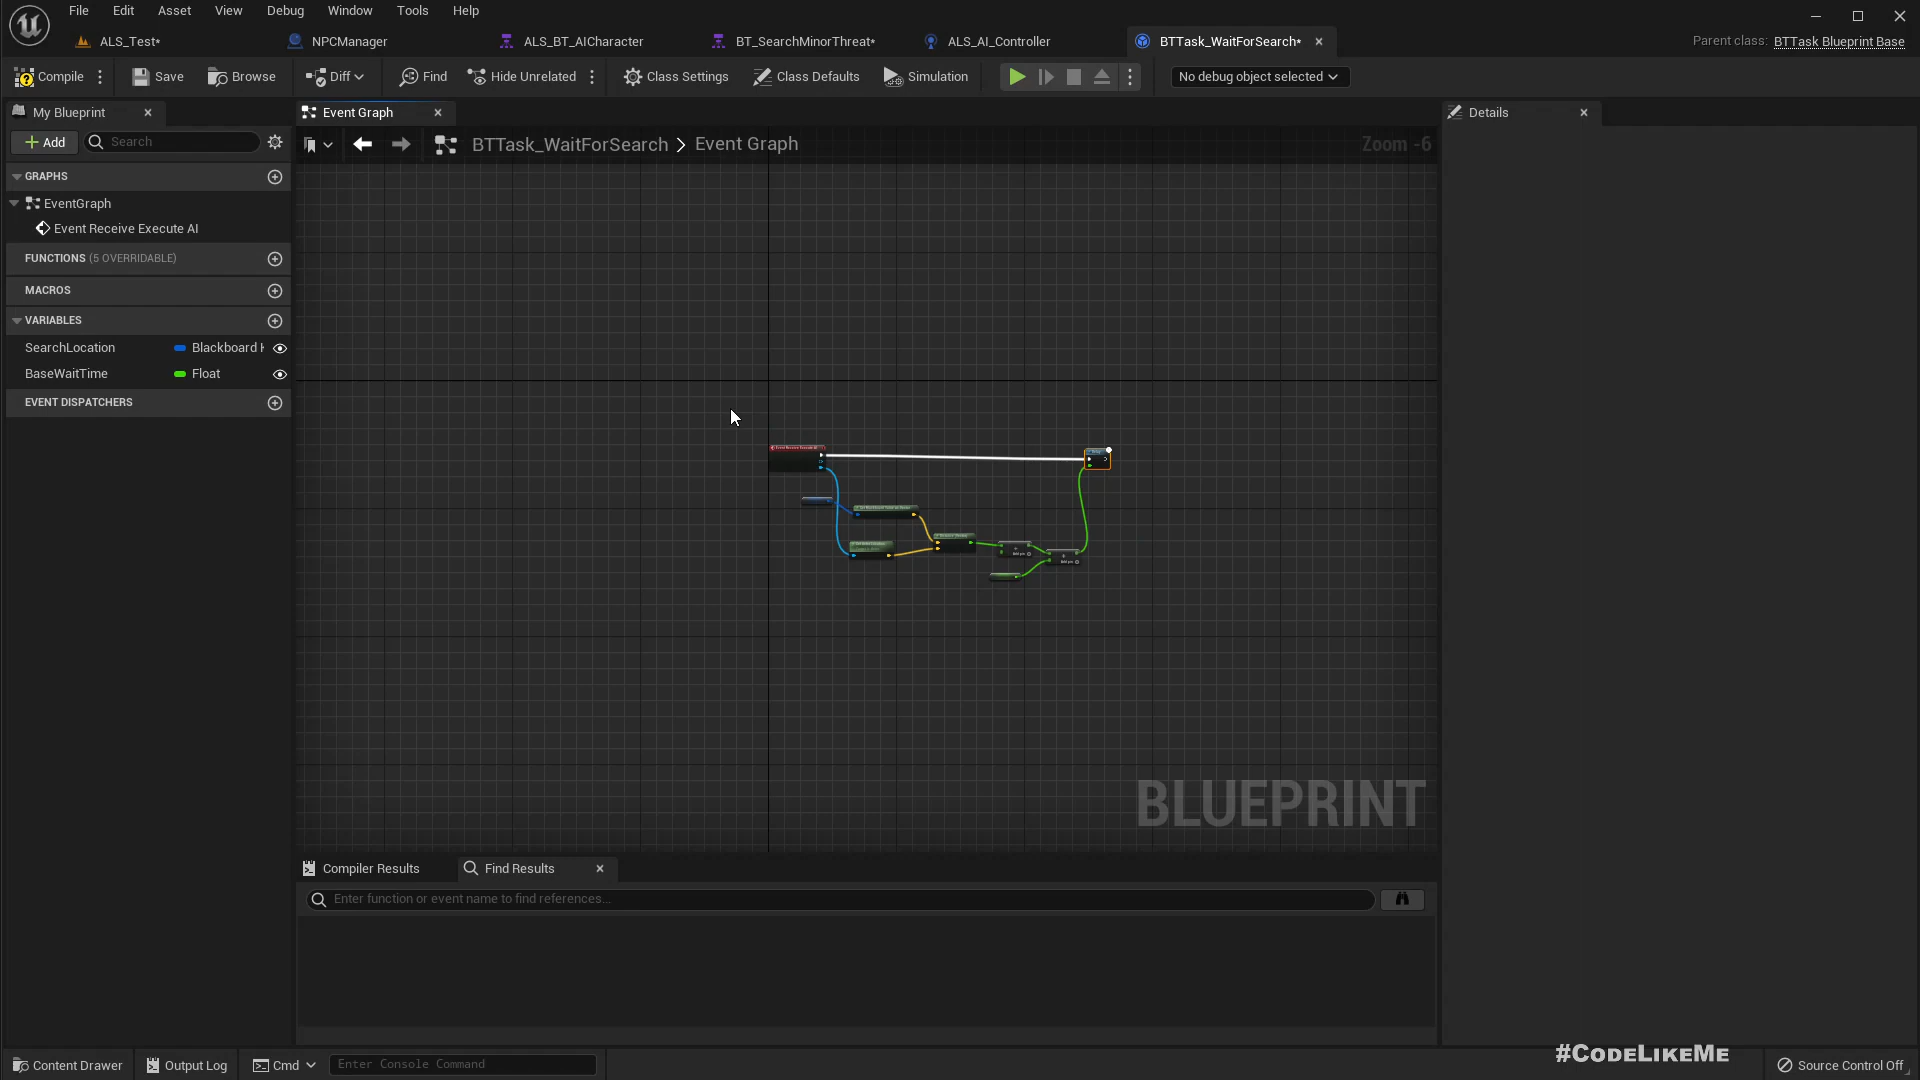 File Edit Asset View Debug Window Tools Help
ALS_Test* NPCManager ALS_BT_AICharacter BT_SearchMinorThreat* ALS_AI_Controller BTTask_WaitForSearch* Parent class: BTTask Blueprint Base
Compile Save Browse Diff Find Hide Unrelated Class Settings Class Defaults Simulation No debug object selected
My Blueprint Event Graph Details
Add Search BTTask_WaitForSearch > Event Graph Zoom -6
GRAPHS
EventGraph
Event Receive Execute AI
FUNCTIONS (5 OVERRIDABLE)
MACROS
VARIABLES
SearchLocation Blackboard
BaseWaitTime Float
EVENT DISPATCHERS
BLUEPRINT
Compiler Results Find Results
Enter function or event name to find references...
#CodeLikeMe
Content Drawer Output Log Cmd Enter Console Command Source Control Off